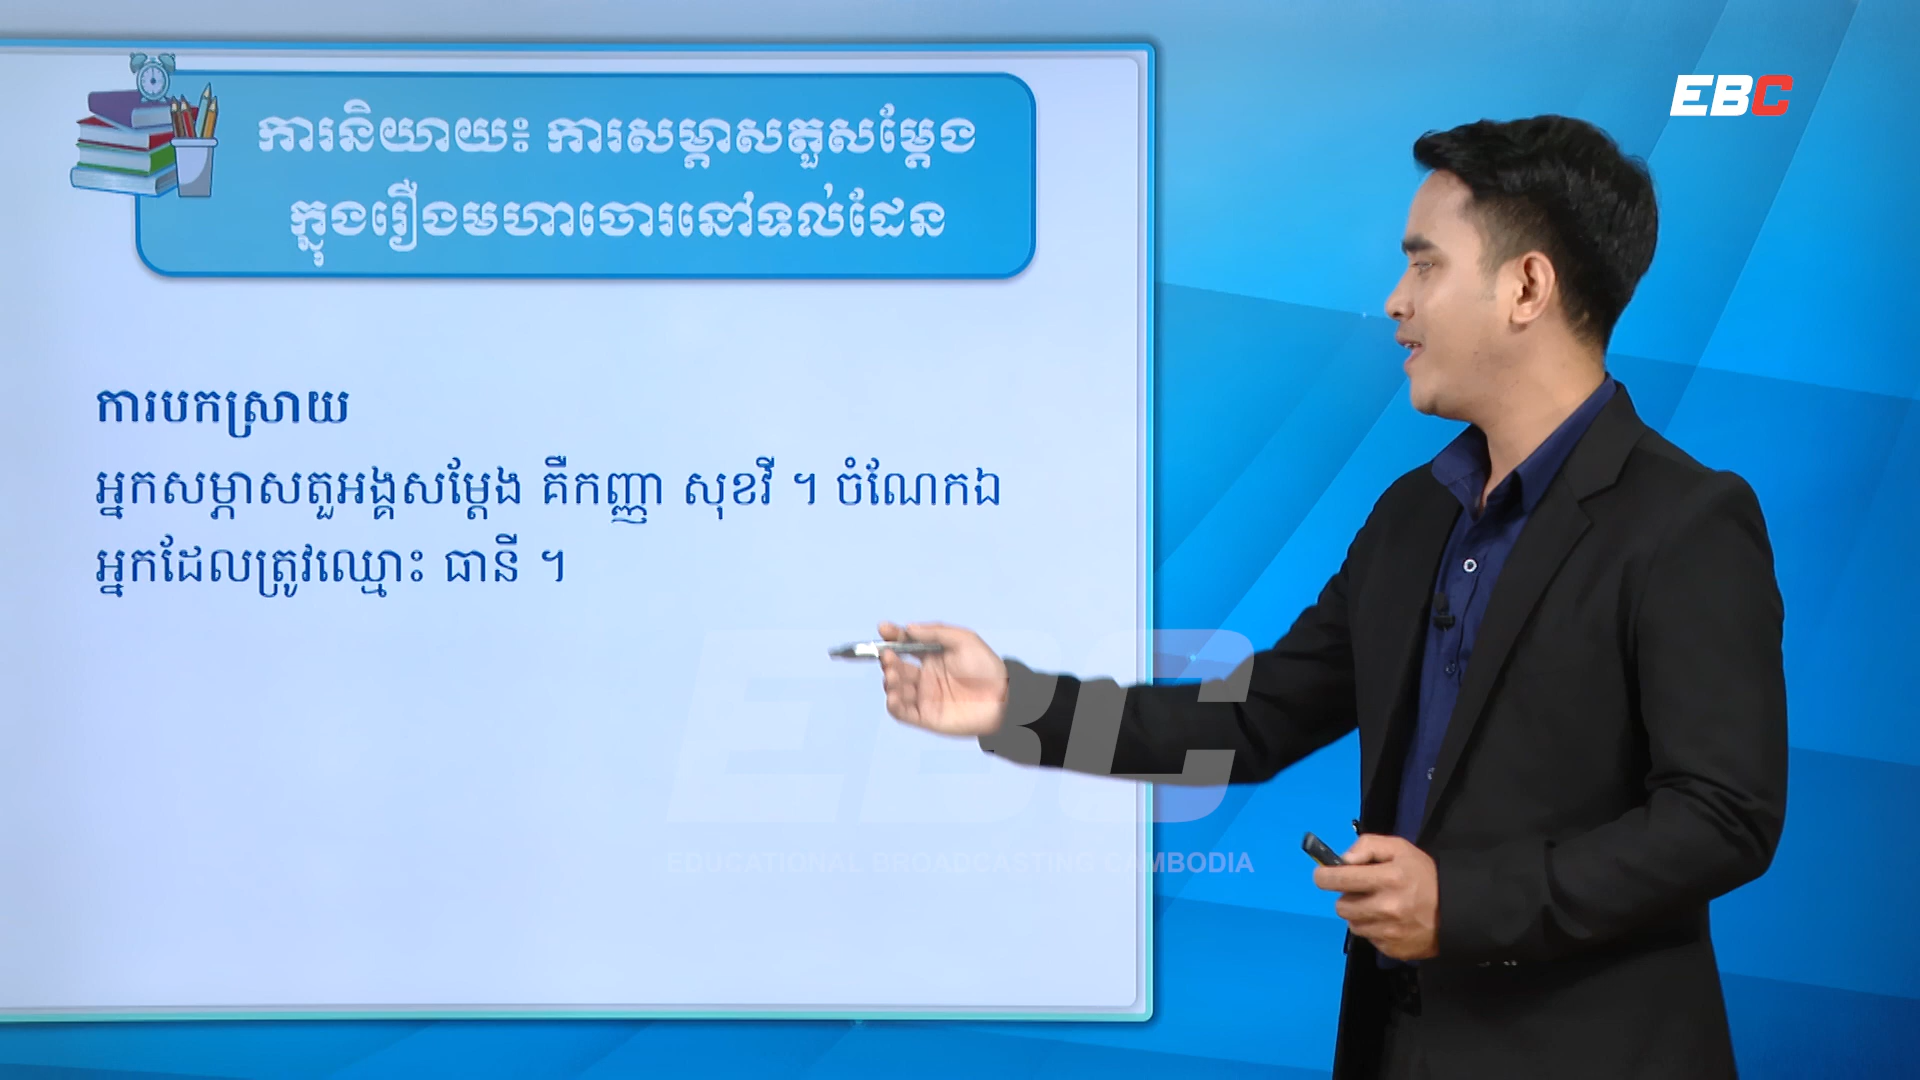 EBC
ការនិយាយ៖ ការសម្ភាសតួសម្តែង
ក្នុងរឿងមហាចោរនៅទល់ដែន
ការបកស្រាយ
អ្នកសម្ភាសតួអង្គសម្តែង គឺកញ្ញា សុខវី ។ ចំណែកឯ
អ្នកដែលត្រូវឈ្មោះ ធានី ។
EBC
EDUCATIONAL BROADCASTING CAMBODIA